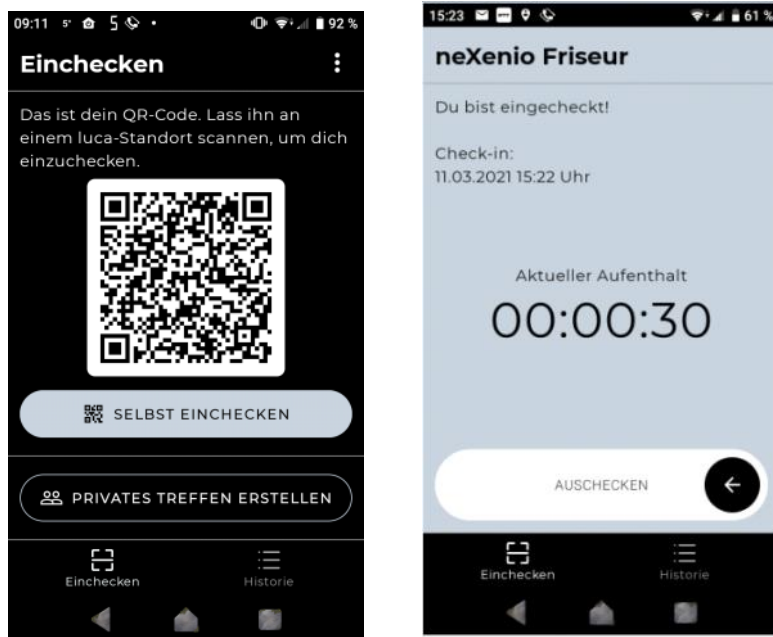 09:11 5° 92 %
Einchecken
Das ist dein QR-Code. Lass ihn an
einem luca-Standort scannen, um dich
einzuchecken.
SELBST EINCHECKEN
PRIVATES TREFFEN ERSTELLEN
Einchecken Historie
15:23 61 %
neXenio Friseur
Du bist eingecheckt!
Check-in:
11.03.2021 15:22 Uhr
Aktueller Aufenthalt
00:00:30
AUSCHECKEN
Einchecken Historie